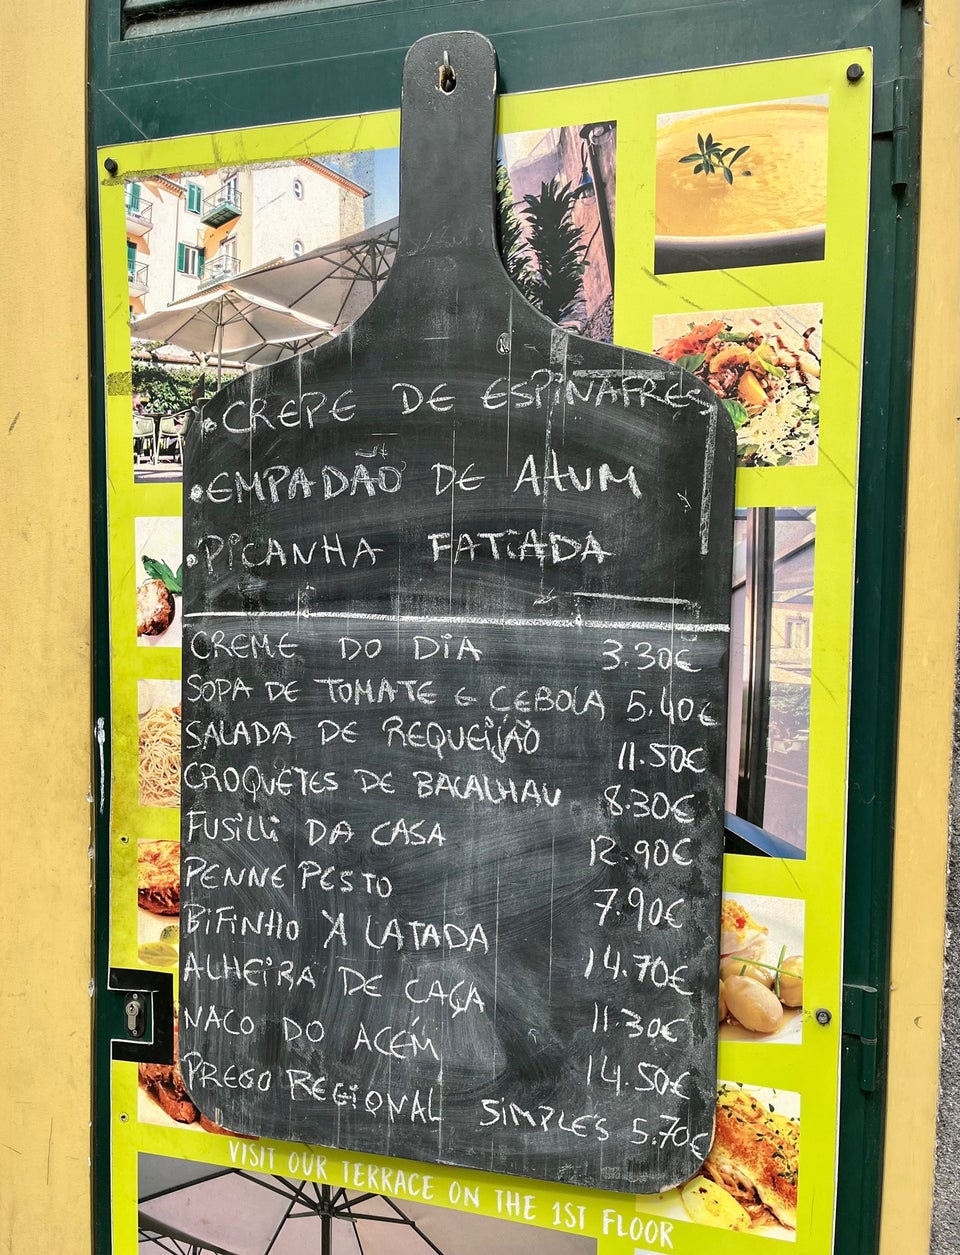 • CREPE DE ESPINAFRES
• EMPADÃO DE ATUM
• PICANHA FATIADA
CREME DO DIA 3.30€
SOPA DE TOMATE E CEBOLA 5.40€
SALADA DE REQUEIJÃO 11.50€
CROQUETES DE BACALHAU 8.30€
FUSILLI DA CASA 12.90€
PENNE PESTO 7.90€
BIFINHO À LATADA 14.70€
ALHEIRA DE CAÇA 11.30€
NACO DO ACÉM 14.50€
PREGO REGIONAL SIMPLES 5.70€
VISIT OUR TERRACE ON THE 1ST FLOOR